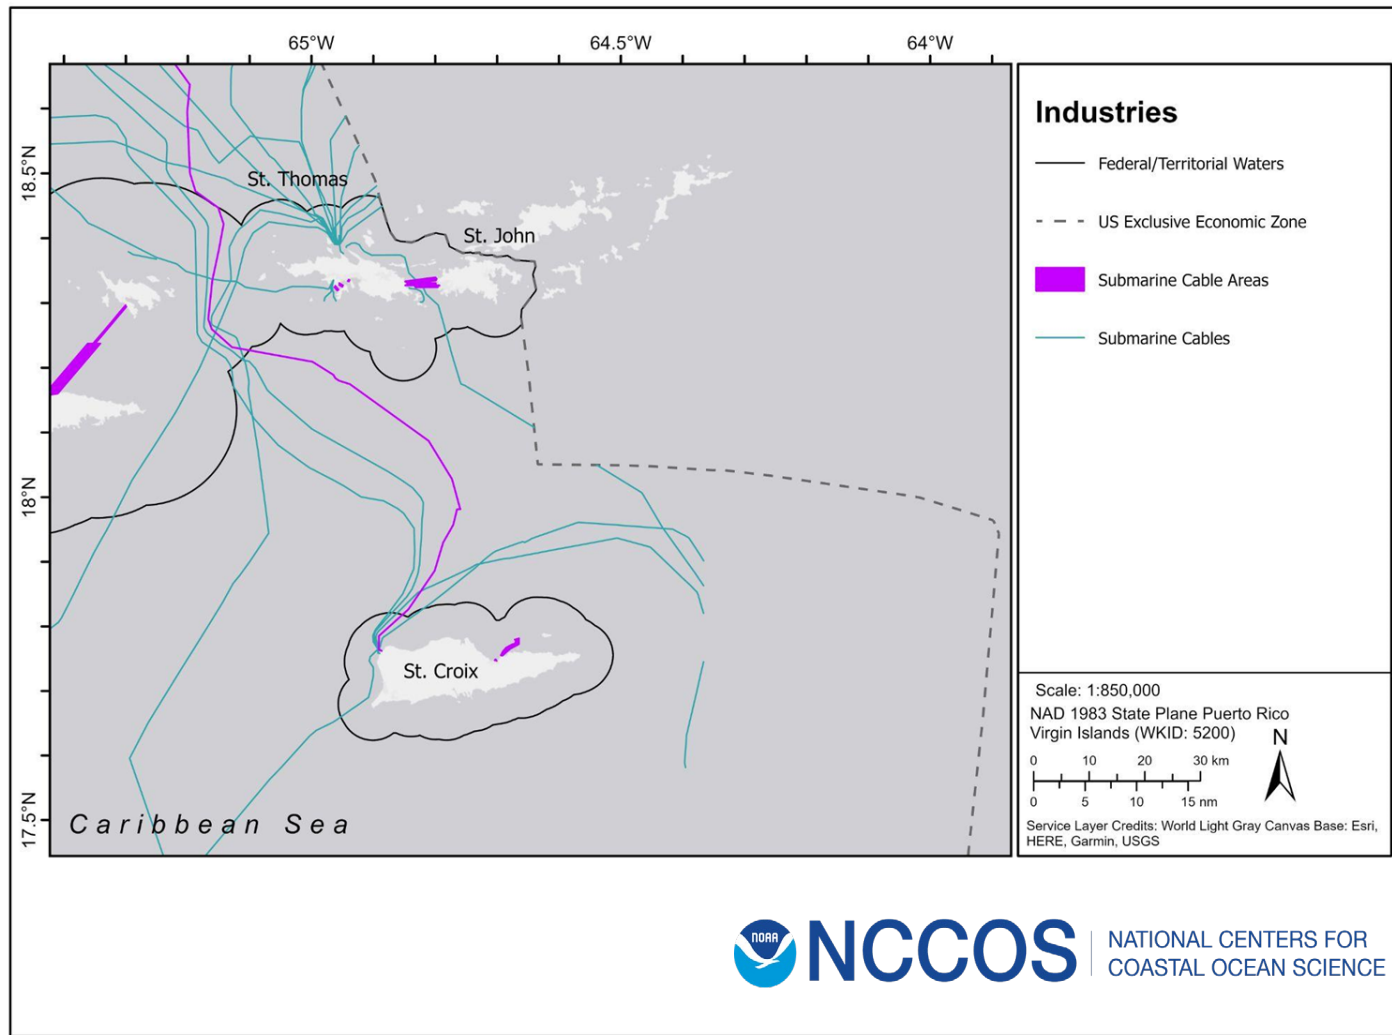 65°W
64.5°W
64°W
18.5°N
18°N
17.5°N
St. Thomas
St. John
St. Croix
Caribbean Sea
Industries
Federal/Territorial Waters
US Exclusive Economic Zone
Submarine Cable Areas
Submarine Cables
Scale: 1:850,000
NAD 1983 State Plane Puerto Rico
Virgin Islands (WKID: 5200)
N
0 10 20 30 km
0 5 10 15 nm
Service Layer Credits: World Light Gray Canvas Base: Esri,
HERE, Garmin, USGS
NOAA
NCCOS
NATIONAL CENTERS FOR
COASTAL OCEAN SCIENCE